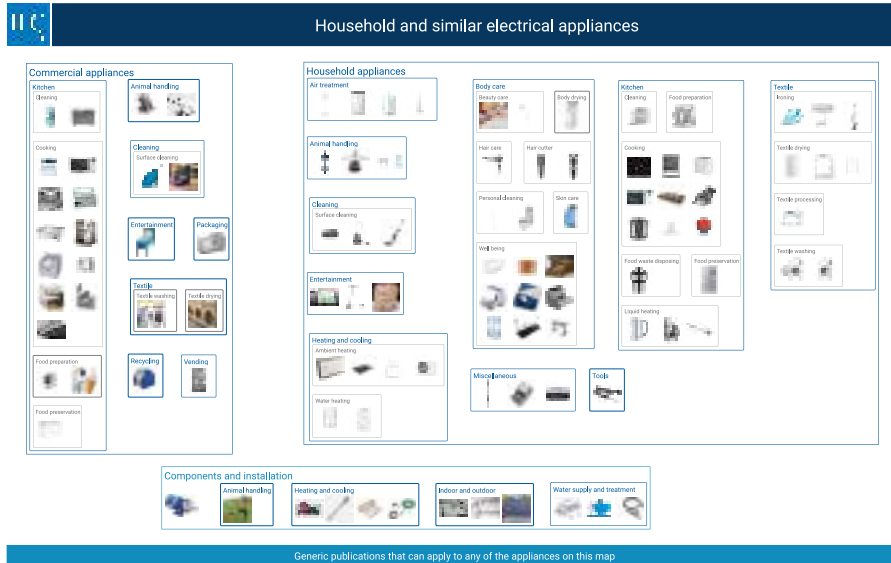 Household and similar electrical appliances
Commercial appliances
Kitchen
Cleaning
Cooking
Food preparation
Food preservation
Animal handling
Cleaning
Surface cleaning
Entertainment
Packaging
Textile
Textile washing
Textile drying
Recycling
Vending
Household appliances
Air treatment
Animal handling
Cleaning
Surface cleaning
Entertainment
Heating and cooling
Ambient heating
Water heating
Body care
Beauty care
Body drying
Hair care
Hair cutter
Personal cleaning
Skin care
Well being
Miscellaneous
Tools
Kitchen
Cleaning
Food preparation
Cooking
Food waste disposing
Food preservation
Liquid heating
Textile
Ironing
Textile drying
Textile processing
Textile washing
Components and installation
Animal handling
Heating and cooling
Indoor and outdoor
Water supply and treatment
Generic publications that can apply to any of the appliances on this map